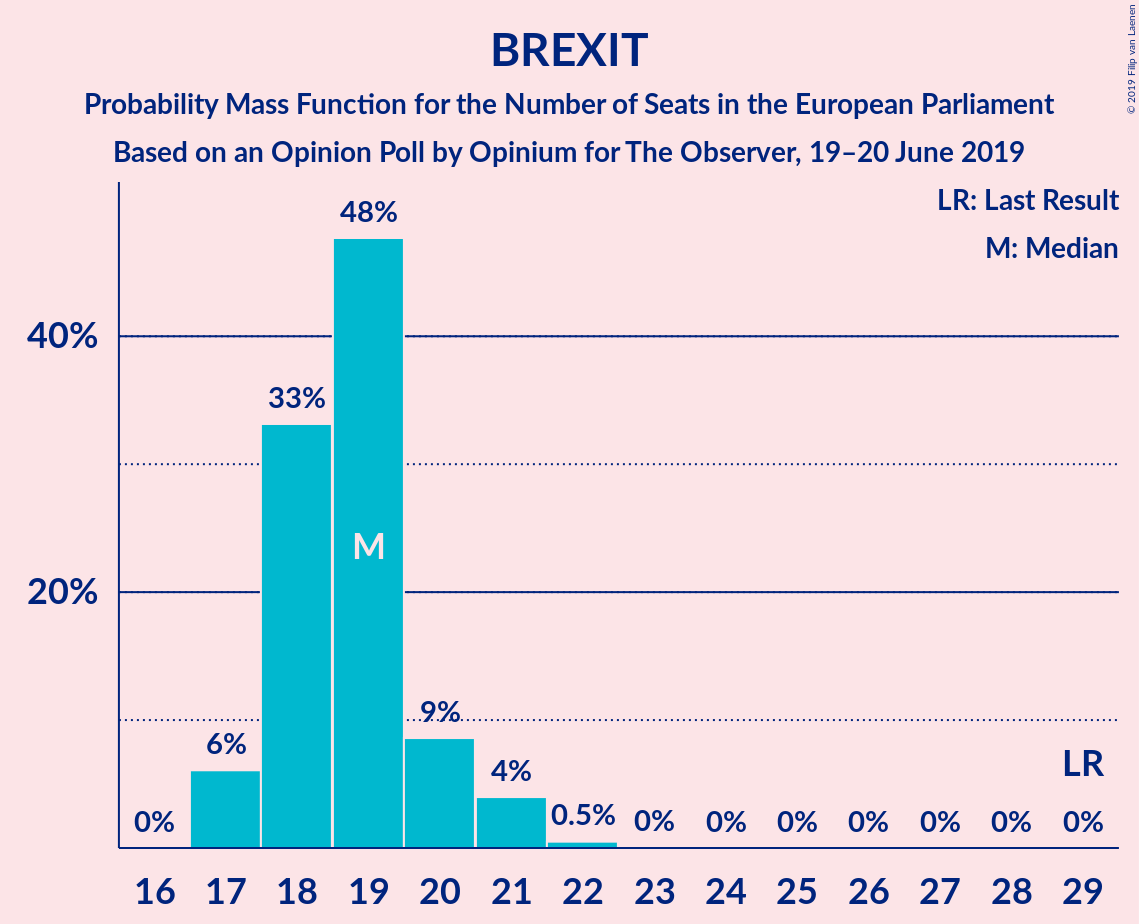 BREXIT
Probability Mass Function for the Number of Seats in the European Parliament
Based on an Opinion Poll by Opinium for The Observer, 19–20 June 2019
© 2019 Filip van Laenen
LR: Last Result
M: Median
48%
40%
33%
M
20%
9%
6%
LR
4%
0.5%
0% 0% 0% 0% 0% 0% 0% 0%
16 17 18 19 20 21 22 23 24 25 26 27 28 29